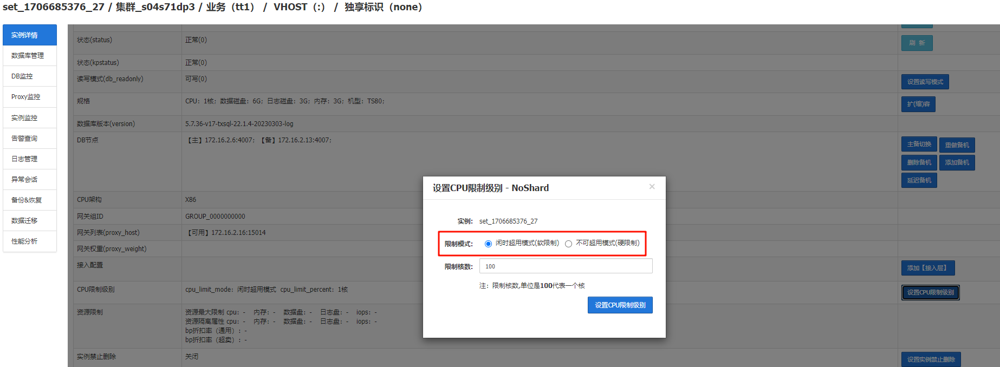 set_1706685376_27 / 集群_s04s71dp3 / 业务（tt1） / VHOST（:） / 独享标识（none）
实例详情
数据库管理
DB监控
Proxy监控
实例监控
告警查询
日志管理
异常会话
备份&恢复
数据迁移
性能分析
状态(status) 正常(0) 刷 新
状态(kpstatus) 正常(0)
读写模式(db_readonly) 可写(0) 设置读写模式
规格 CPU：1核；数据磁盘：6G；日志磁盘：3G；内存：3G；机型：TS80； 扩(缩)容
数据库版本(version) 5.7.36-v17-txsql-22.1.4-20230303-log
DB节点 【主】172.16.2.6:4007; 【备】172.16.2.13:4007; 主备切换 重做备机
删除备机 添加备机
延迟备机
CPU架构 X86
网关组ID GROUP_0000000000
网关列表(proxy_host) 【可用】172.16.2.16:15014
网关权重(proxy_weight)
接入配置 添加【接入层】
CPU限制级别 cpu_limit_mode：闲时超用模式 cpu_limit_percent：1核 设置CPU限制级别
资源限制 资源最大限制 cpu：- 内存：- 数据盘：- 日志盘：- iops：-
资源隔离属性 cpu：- 内存：- 数据盘：- 日志盘：- iops：-
bp折扣率（通用）：-
bp折扣率（超卖）：-
实例禁止删除 关闭 设置实例禁止删除
设置CPU限制级别 - NoShard ×
实例： set_1706685376_27
限制模式： 闲时超用模式(软限制) 不可超用模式(硬限制)
限制核数： 100
注：限制核数,单位是100代表一个核
设置CPU限制级别